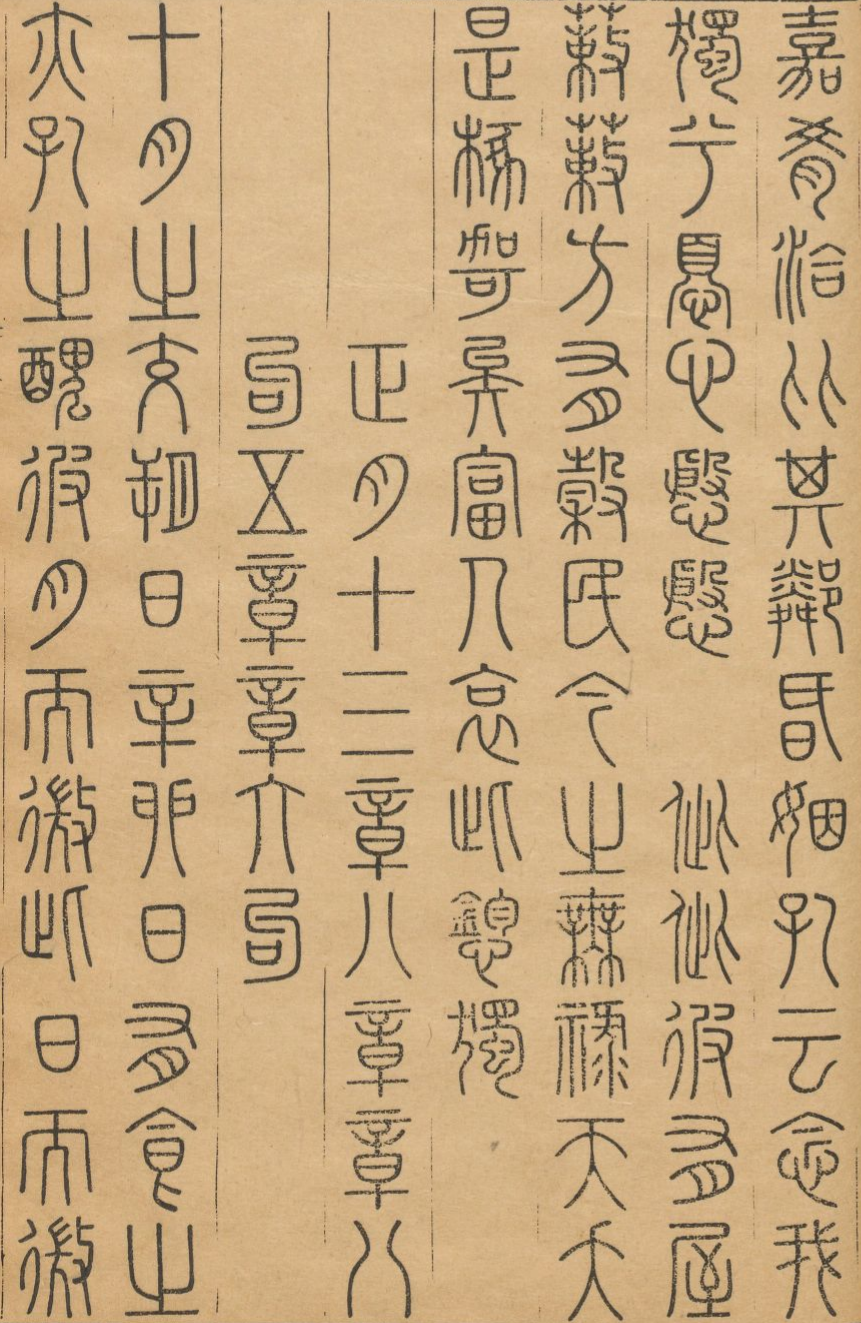 嘉肴洽比其鄰昏姻孔云念我
獨兮憂心慇慇　佌佌彼有屋
蔌蔌方有穀民今之無祿天夭
是椓哿矣富人哀此惸獨
正月十三章八章章八
句五章章六句
十月之交朔日辛卯日有食之
亦孔之醜彼月而微此日而微